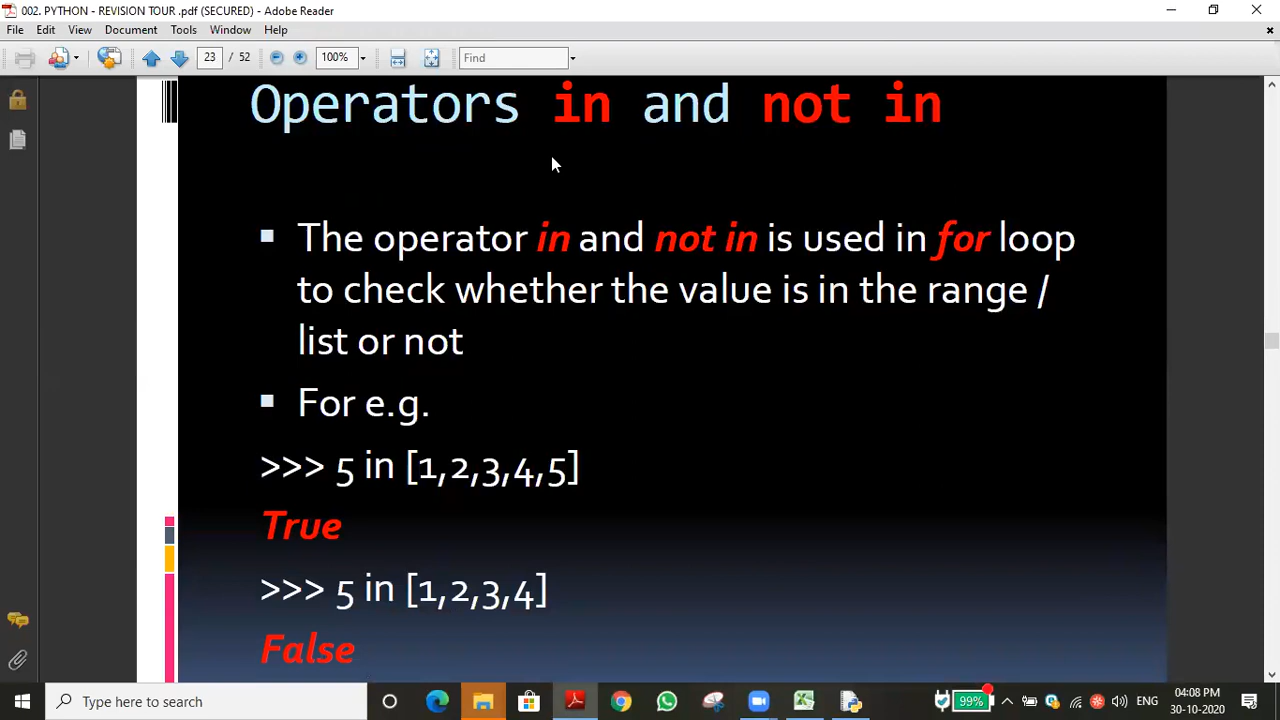 002. PYTHON - REVISION TOUR .pdf (SECURED) - Adobe Reader
File Edit View Document Tools Window Help
23 / 52 100% Find
Operators in and not in
▪ The operator in and not in is used in for loop
to check whether the value is in the range /
list or not
▪ For e.g.
>>> 5 in [1,2,3,4,5]
True
>>> 5 in [1,2,3,4]
False
Type here to search
99%
ENG
04:08 PM
30-10-2020